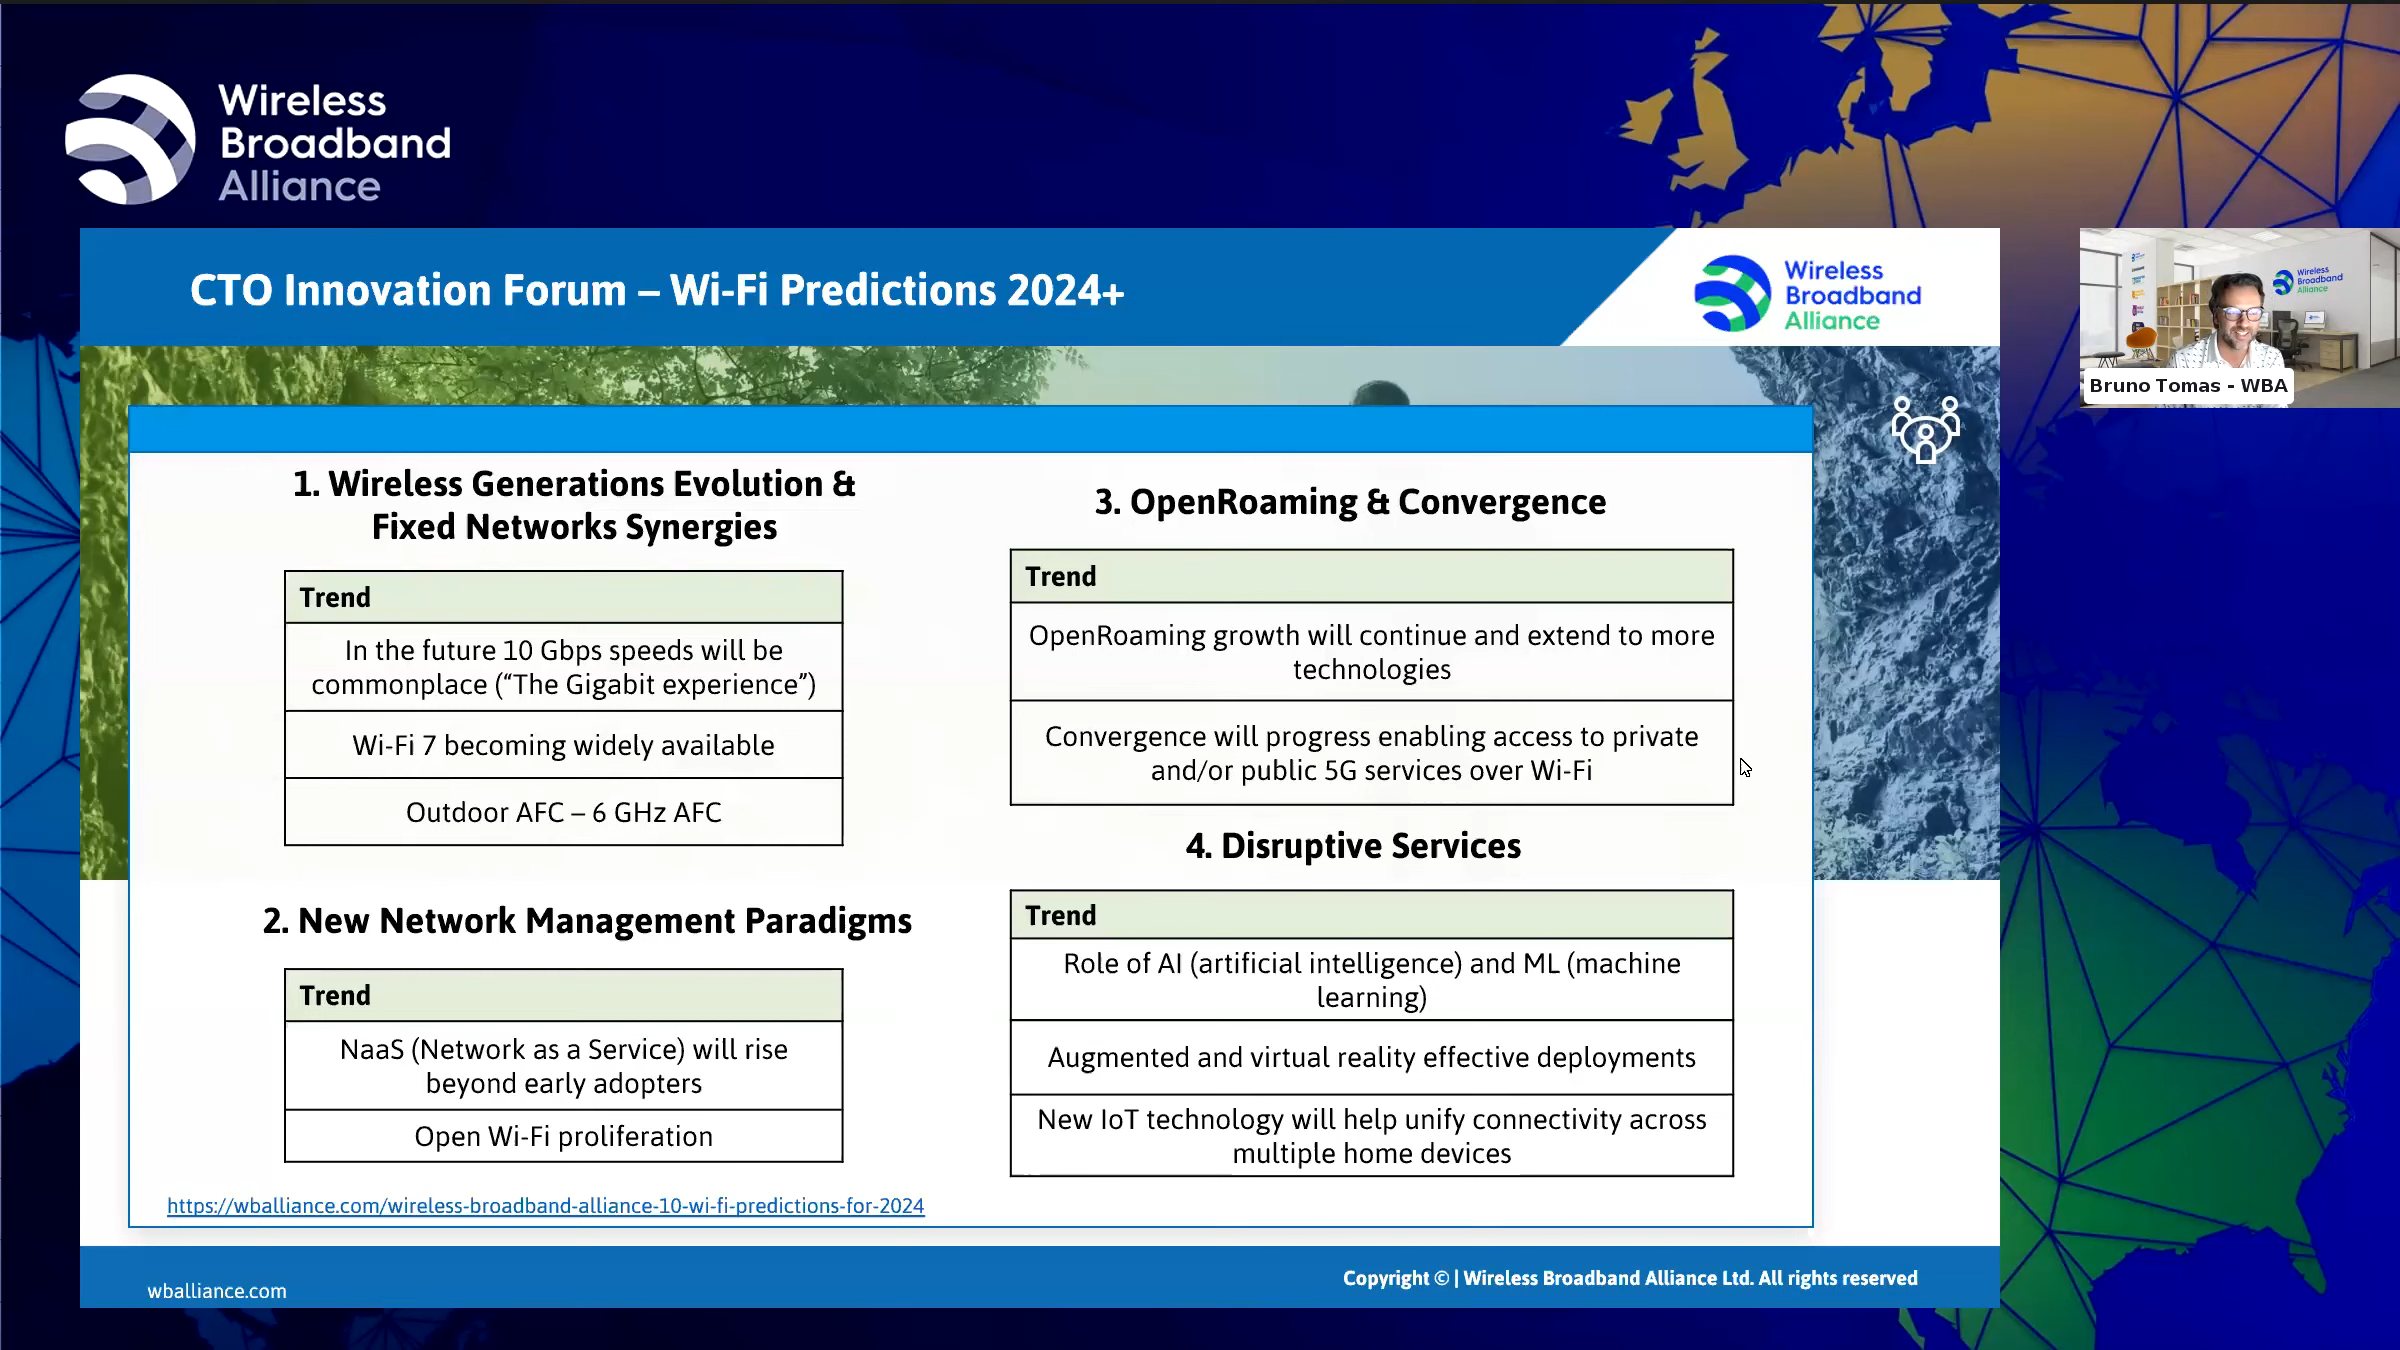 Wireless
Broadband
Alliance
CTO Innovation Forum – Wi-Fi Predictions 2024+
Wireless
Broadband
Alliance
Wireless
Broadband
Alliance
Bruno Tomas - WBA
1. Wireless Generations Evolution &
Fixed Networks Synergies
Trend
In the future 10 Gbps speeds will be
commonplace (“The Gigabit experience”)
Wi-Fi 7 becoming widely available
Outdoor AFC – 6 GHz AFC
2. New Network Management Paradigms
Trend
NaaS (Network as a Service) will rise
beyond early adopters
Open Wi-Fi proliferation
3. OpenRoaming & Convergence
Trend
OpenRoaming growth will continue and extend to more
technologies
Convergence will progress enabling access to private
and/or public 5G services over Wi-Fi
4. Disruptive Services
Trend
Role of AI (artificial intelligence) and ML (machine
learning)
Augmented and virtual reality effective deployments
New IoT technology will help unify connectivity across
multiple home devices
https://wballiance.com/wireless-broadband-alliance-10-wi-fi-predictions-for-2024
wballiance.com
Copyright © | Wireless Broadband Alliance Ltd. All rights reserved